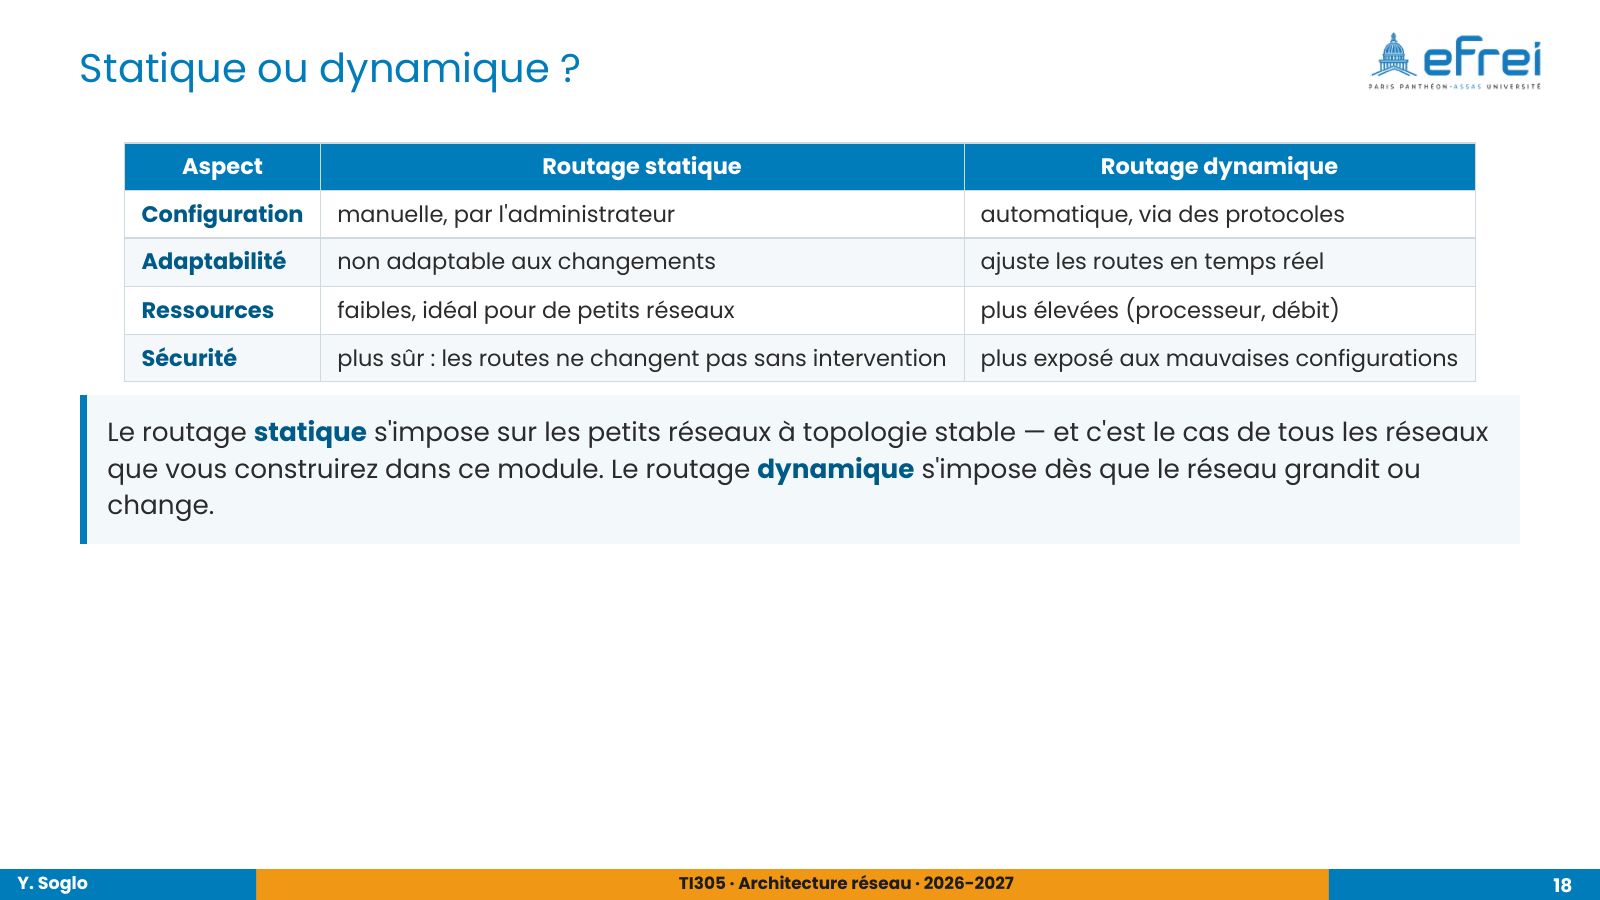 Statique ou dynamique ?
efrei
PARIS PANTHÉON-ASSAS UNIVERSITÉ
Aspect Routage statique Routage dynamique
Configuration manuelle, par l'administrateur automatique, via des protocoles
Adaptabilité non adaptable aux changements ajuste les routes en temps réel
Ressources faibles, idéal pour de petits réseaux plus élevées (processeur, débit)
Sécurité plus sûr : les routes ne changent pas sans intervention plus exposé aux mauvaises configurations
Le routage statique s'impose sur les petits réseaux à topologie stable — et c'est le cas de tous les réseaux
que vous construirez dans ce module. Le routage dynamique s'impose dès que le réseau grandit ou
change.
Y. Soglo TI305 · Architecture réseau · 2026-2027 18